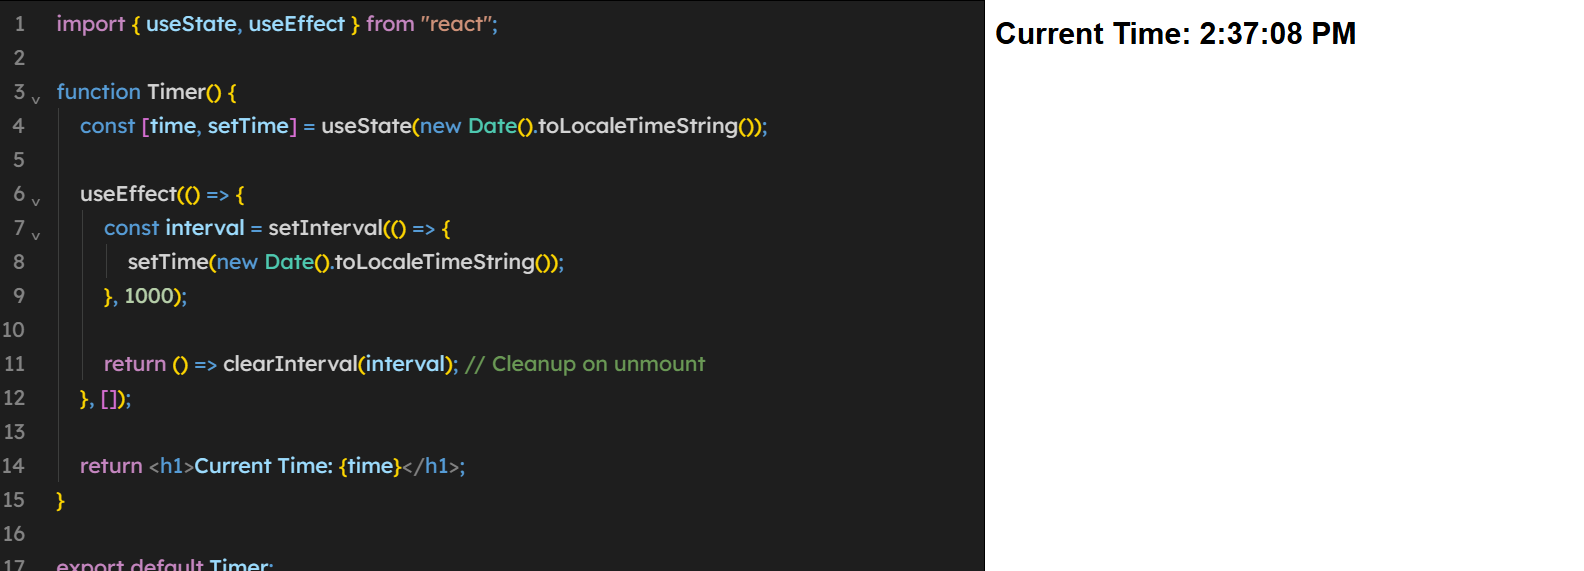 1 import { useState, useEffect } from "react";
2
3 function Timer() {
4 const [time, setTime] = useState(new Date().toLocaleTimeString());
5
6 useEffect(() => {
7 const interval = setInterval(() => {
8 setTime(new Date().toLocaleTimeString());
9 }, 1000);
10
11 return () => clearInterval(interval); // Cleanup on unmount
12 }, []);
13
14 return <h1>Current Time: {time}</h1>;
15 }
16
17 export default Timer;
Current Time: 2:37:08 PM